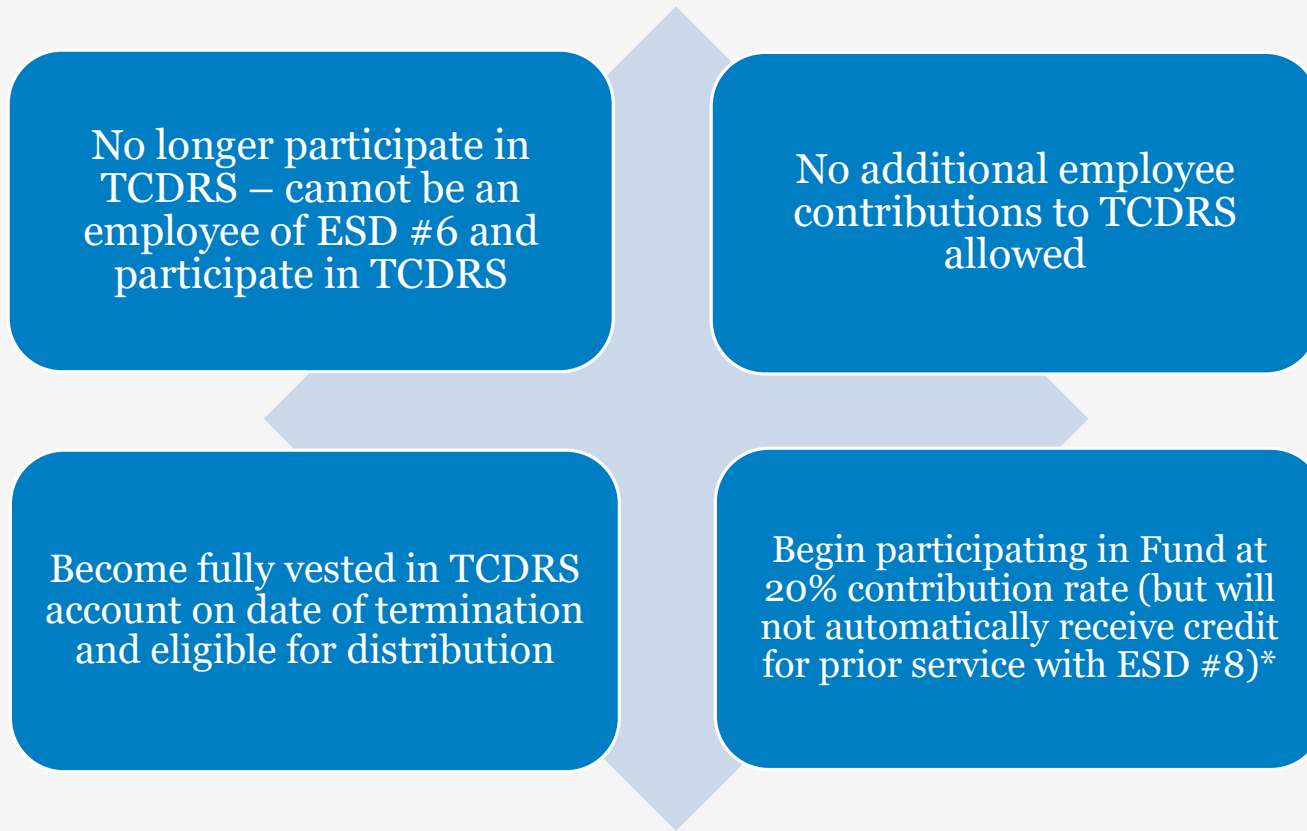 No longer participate in
TCDRS – cannot be an
employee of ESD #6 and
participate in TCDRS
No additional employee
contributions to TCDRS
allowed
Become fully vested in TCDRS
account on date of termination
and eligible for distribution
Begin participating in Fund at
20% contribution rate (but will
not automatically receive credit
for prior service with ESD #8)*